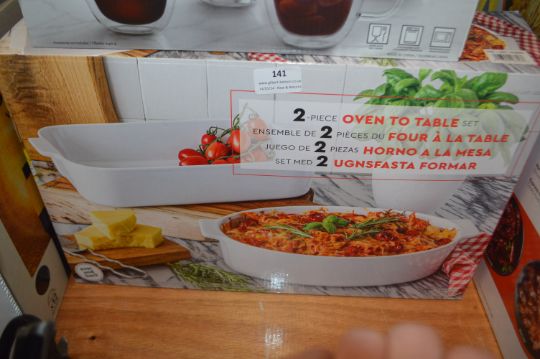 141
2-PIECE OVEN TO TABLE SET
ENSEMBLE DE 2 PIÈCES DU FOUR À LA TABLE
JUEGO DE 2 PIEZAS HORNO A LA MESA
SET MED 2 UGNSFASTA FORMAR